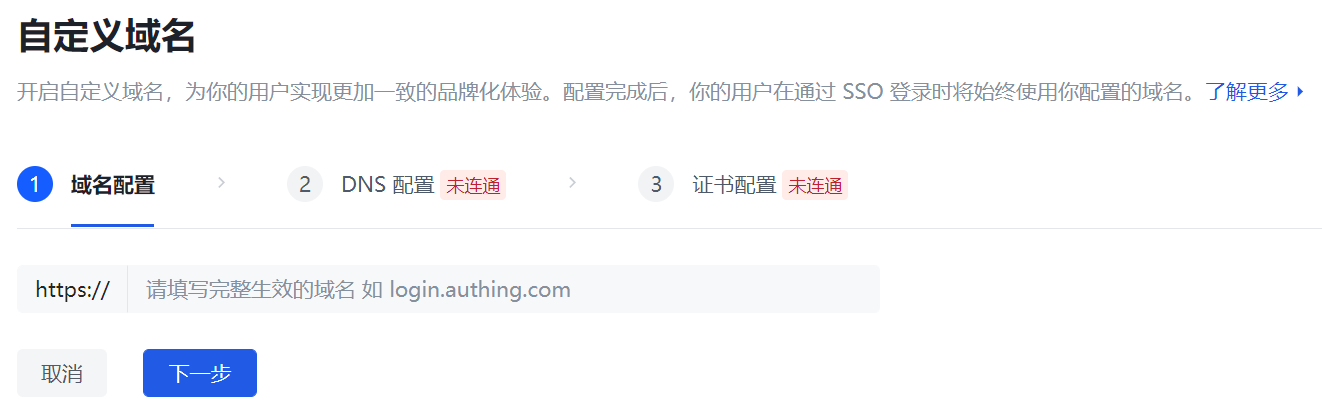 自定义域名
开启自定义域名，为你的用户实现更加一致的品牌化体验。配置完成后，你的用户在通过 SSO 登录时将始终使用你配置的域名。了解更多
1 域名配置 2 DNS 配置 未连通 3 证书配置 未连通
https:// 请填写完整生效的域名 如 login.authing.com
取消 下一步